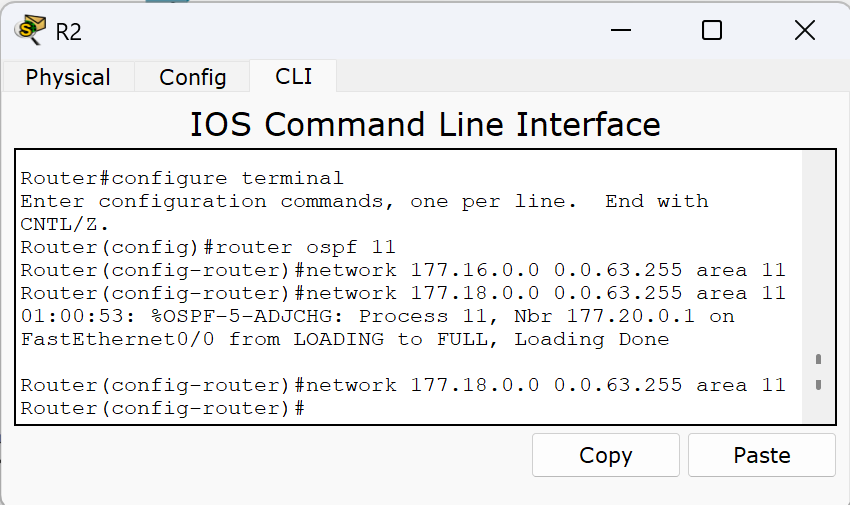 R2
Physical Config CLI
IOS Command Line Interface
Router#configure terminal
Enter configuration commands, one per line.  End with
CNTL/Z.
Router(config)#router ospf 11
Router(config-router)#network 177.16.0.0 0.0.63.255 area 11
Router(config-router)#network 177.18.0.0 0.0.63.255 area 11
01:00:53: %OSPF-5-ADJCHG: Process 11, Nbr 177.20.0.1 on
FastEthernet0/0 from LOADING to FULL, Loading Done
Router(config-router)#network 177.18.0.0 0.0.63.255 area 11
Router(config-router)#
Copy Paste